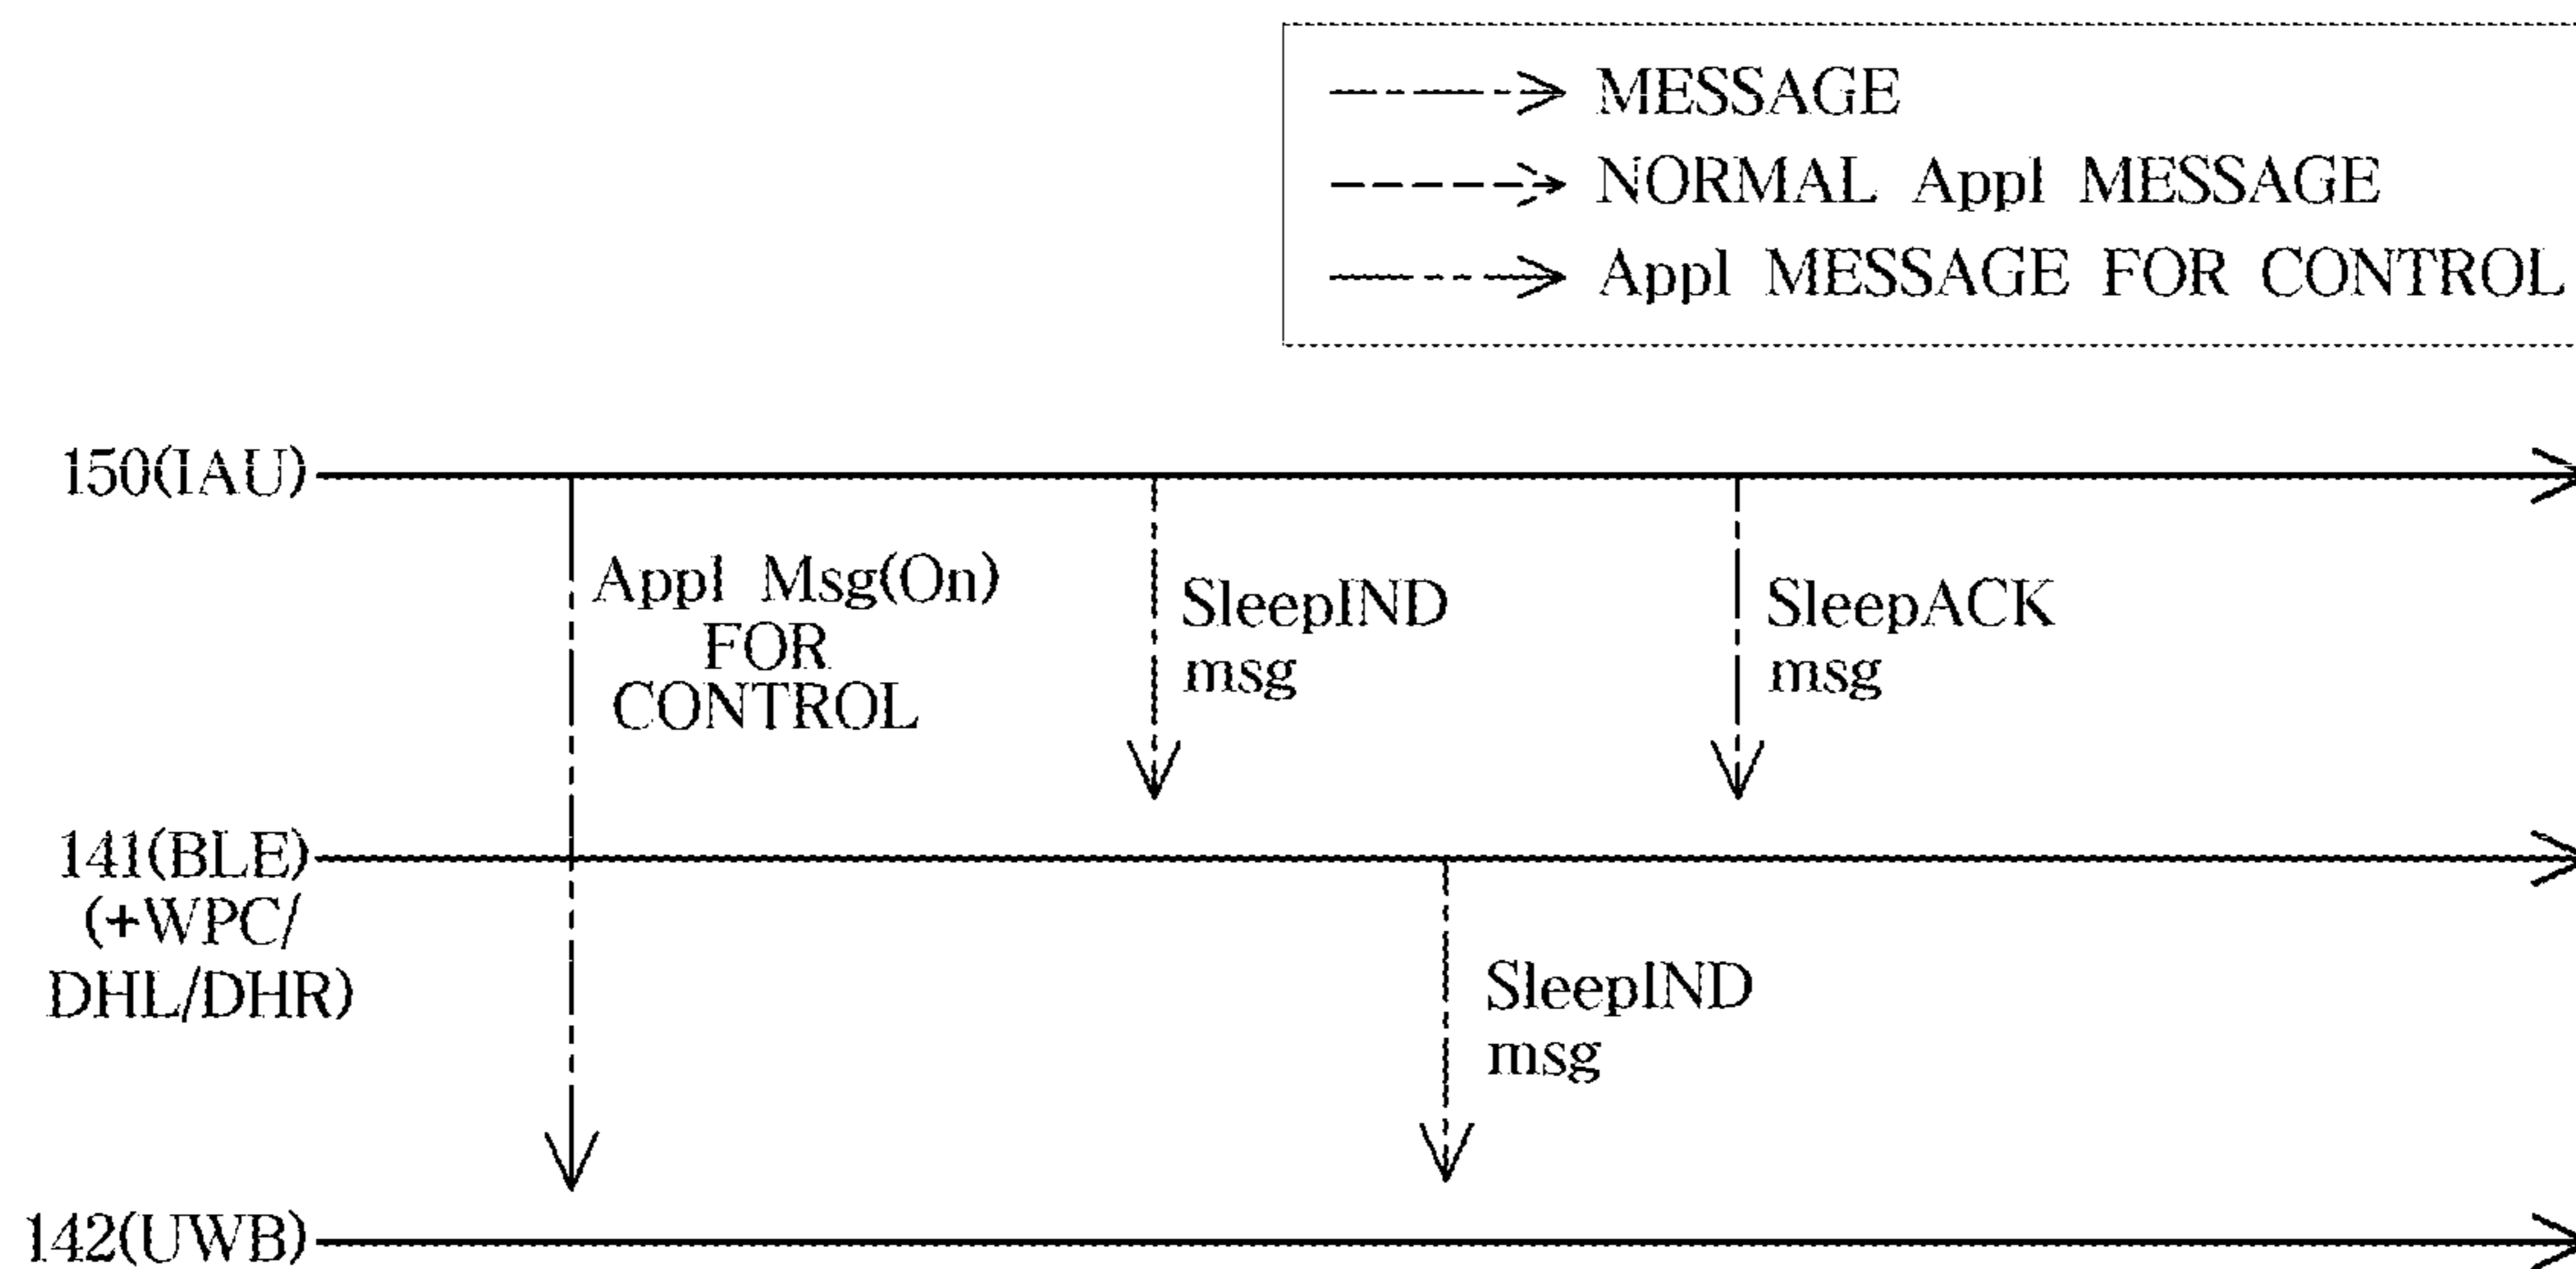 MESSAGE
NORMAL Appl MESSAGE
Appl MESSAGE FOR CONTROL
150(IAU)
Appl Msg(On)
FOR
CONTROL
SleepIND
msg
SleepACK
msg
141(BLE)
(+WPC/
DHL/DHR)
SleepIND
msg
142(UWB)